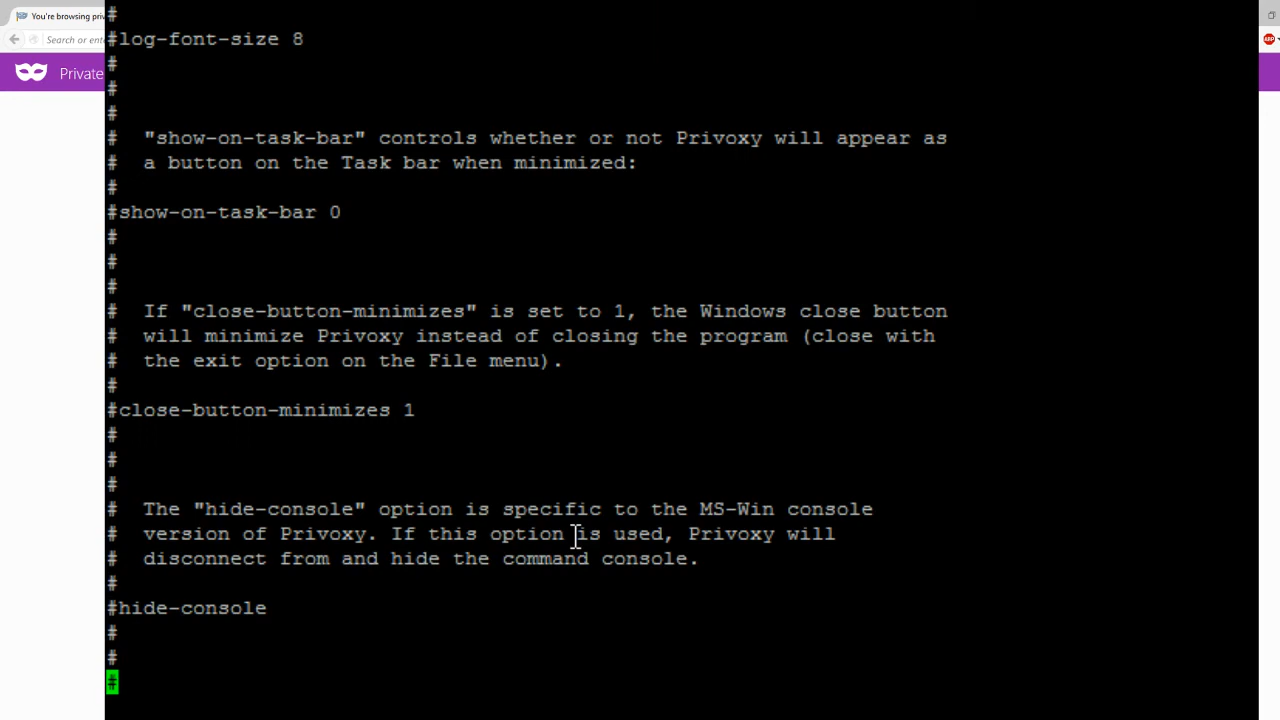 You're browsing pri
Search or ente
Private
ABP
#
#log-font-size 8
#
#
#
#   "show-on-task-bar" controls whether or not Privoxy will appear as
#   a button on the Task bar when minimized:
#
#show-on-task-bar 0
#
#
#
#   If "close-button-minimizes" is set to 1, the Windows close button
#   will minimize Privoxy instead of closing the program (close with
#   the exit option on the File menu).
#
#close-button-minimizes 1
#
#
#
#   The "hide-console" option is specific to the MS-Win console
#   version of Privoxy. If this option is used, Privoxy will
#   disconnect from and hide the command console.
#
#hide-console
#
#
#